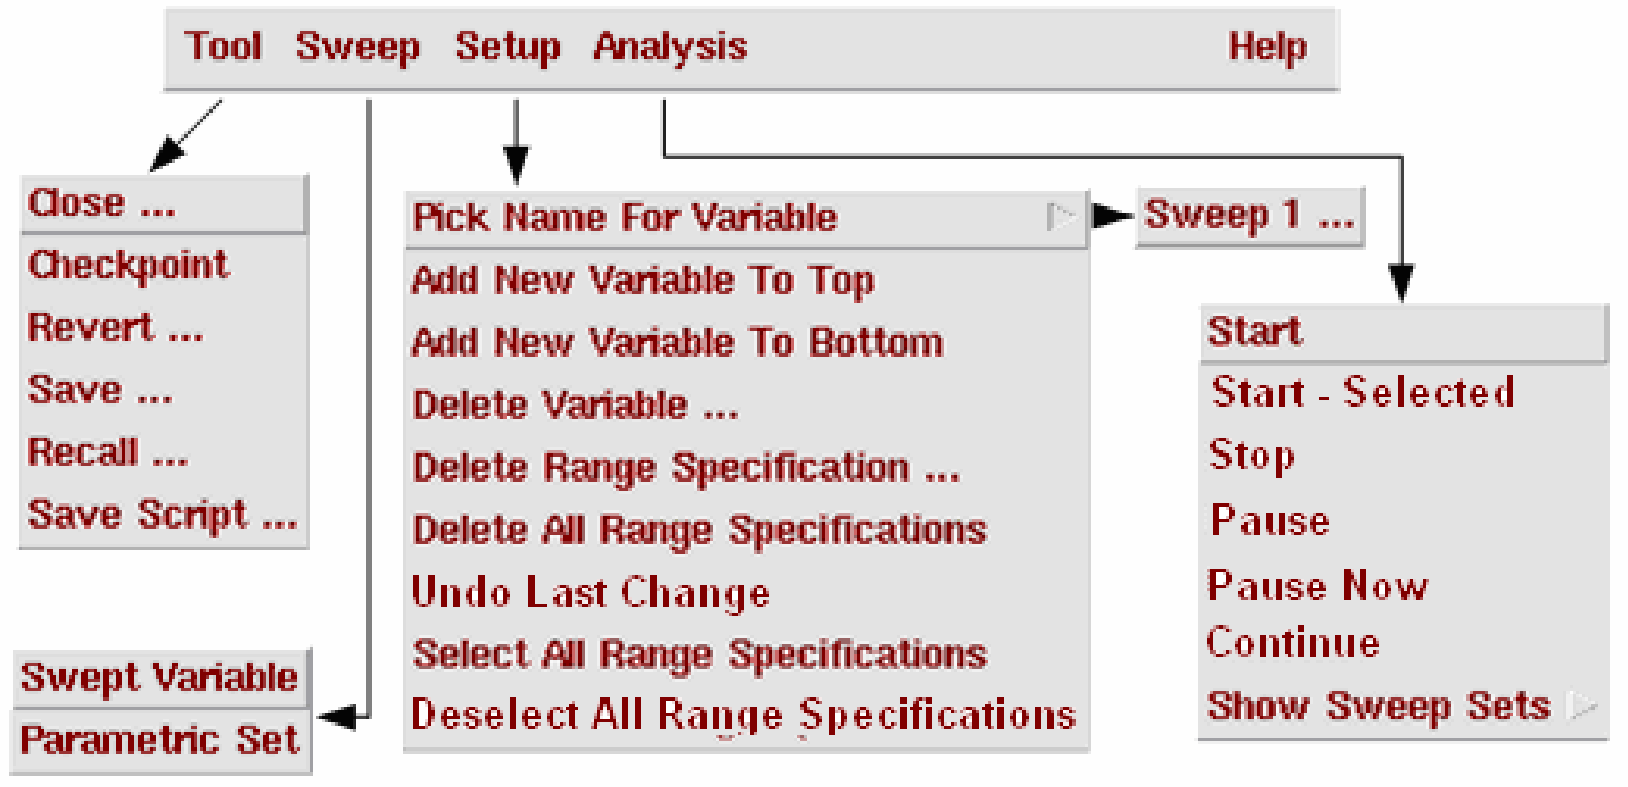 Tool Sweep Setup Analysis Help
Close ...
Checkpoint
Revert ...
Save ...
Recall ...
Save Script ...
Swept Variable
Parametric Set
Pick Name For Variable
Add New Variable To Top
Add New Variable To Bottom
Delete Variable ...
Delete Range Specification ...
Delete All Range Specifications
Undo Last Change
Select All Range Specifications
Deselect All Range Specifications
Sweep 1 ...
Start
Start - Selected
Stop
Pause
Pause Now
Continue
Show Sweep Sets